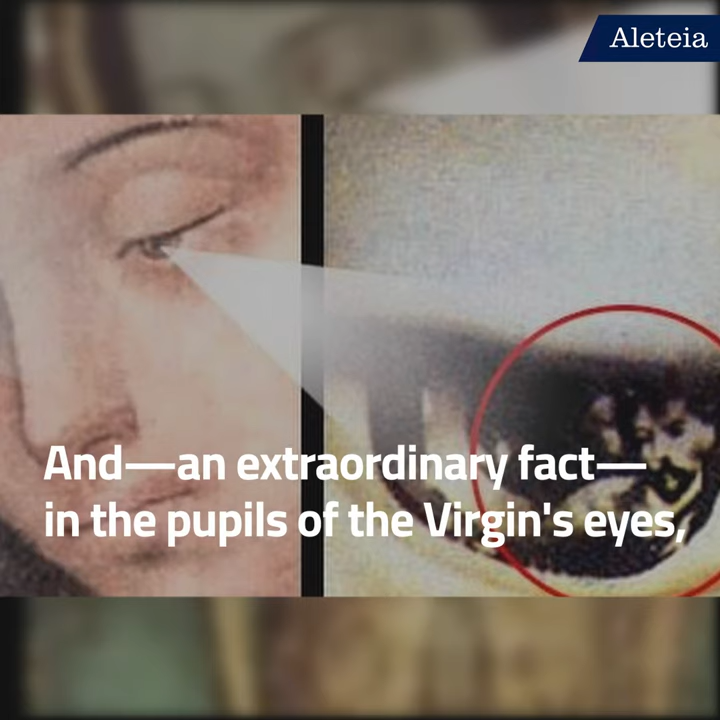 Aleteia
And—an extraordinary fact—
in the pupils of the Virgin's eyes,